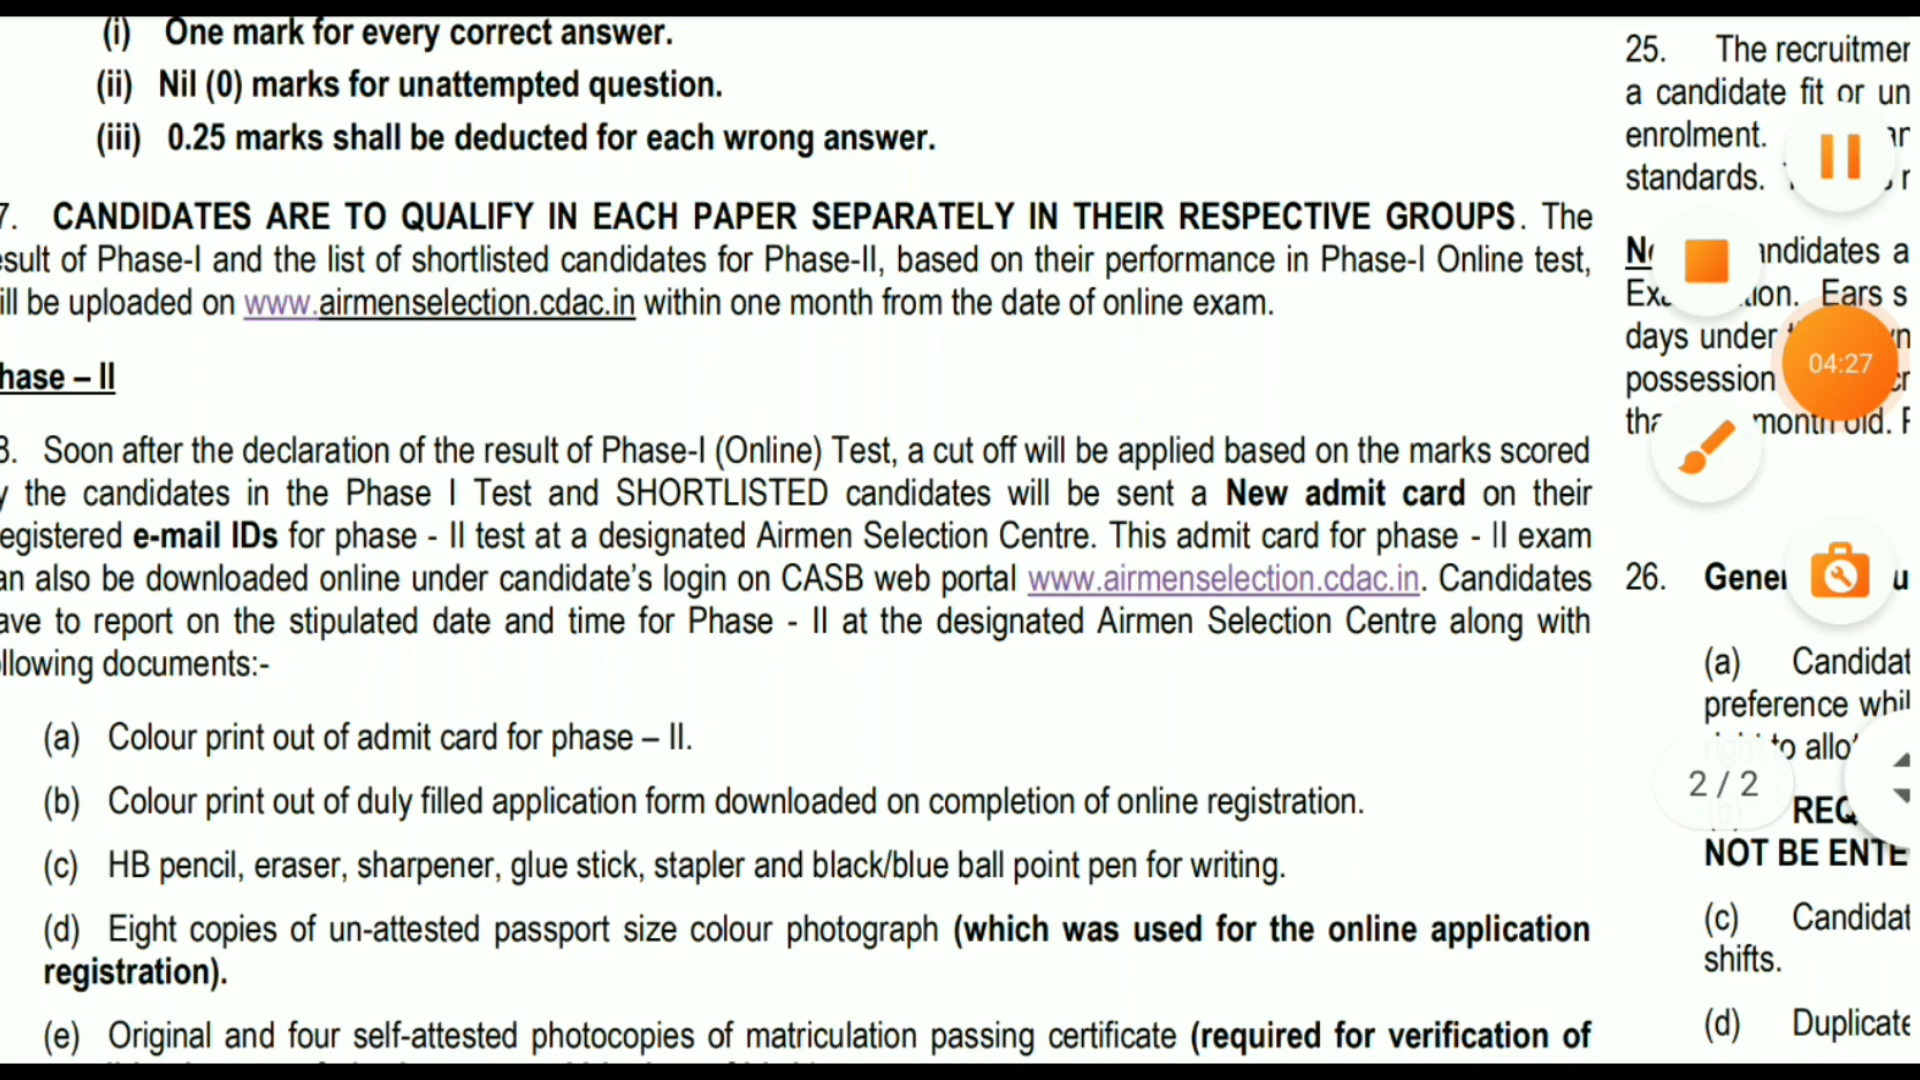 (i) One mark for every correct answer.
(ii) Nil (0) marks for unattempted question.
(iii) 0.25 marks shall be deducted for each wrong answer.
7. CANDIDATES ARE TO QUALIFY IN EACH PAPER SEPARATELY IN THEIR RESPECTIVE GROUPS. The
esult of Phase-I and the list of shortlisted candidates for Phase-II, based on their performance in Phase-I Online test,
ill be uploaded on www.airmenselection.cdac.in within one month from the date of online exam.
hase – II
8. Soon after the declaration of the result of Phase-I (Online) Test, a cut off will be applied based on the marks scored
y the candidates in the Phase I Test and SHORTLISTED candidates will be sent a New admit card on their
egistered e-mail IDs for phase - II test at a designated Airmen Selection Centre. This admit card for phase - II exam
an also be downloaded online under candidate's login on CASB web portal www.airmenselection.cdac.in. Candidates
ave to report on the stipulated date and time for Phase - II at the designated Airmen Selection Centre along with
llowing documents:-
(a) Colour print out of admit card for phase – II.
(b) Colour print out of duly filled application form downloaded on completion of online registration.
(c) HB pencil, eraser, sharpener, glue stick, stapler and black/blue ball point pen for writing.
(d) Eight copies of un-attested passport size colour photograph (which was used for the online application
registration).
(e) Original and four self-attested photocopies of matriculation passing certificate (required for verification of
25. The recruitmen
a candidate fit or un
enrolment.
standards.
andidates a
Ears s
days under
possession
month old.
04:27
26. Gener
(a) Candidat
preference whil
to allo
2 / 2
REQ
NOT BE ENTE
(c) Candidat
shifts.
(d) Duplicate